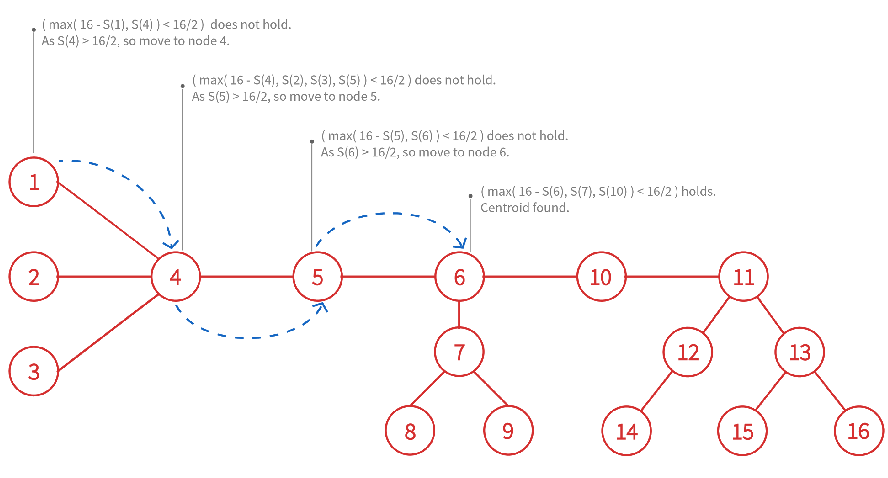 ( max( 16 - S(1), S(4) ) < 16/2 ) does not hold.
As S(4) > 16/2, so move to node 4.
( max( 16 - S(4), S(2), S(3), S(5) ) < 16/2 ) does not hold.
As S(5) > 16/2, so move to node 5.
( max( 16 - S(5), S(6) ) < 16/2 ) does not hold.
As S(6) > 16/2, so move to node 6.
( max( 16 - S(6), S(7), S(10) ) < 16/2 ) holds.
Centroid found.
1
2
4
5
6
10
11
3
7
12
13
8
9
14
15
16